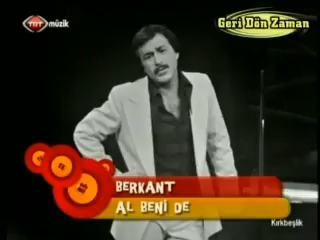 TRT müzik
Geri Dön Zaman
BERKANT
AL BENİ DE
Kırkbeşlik